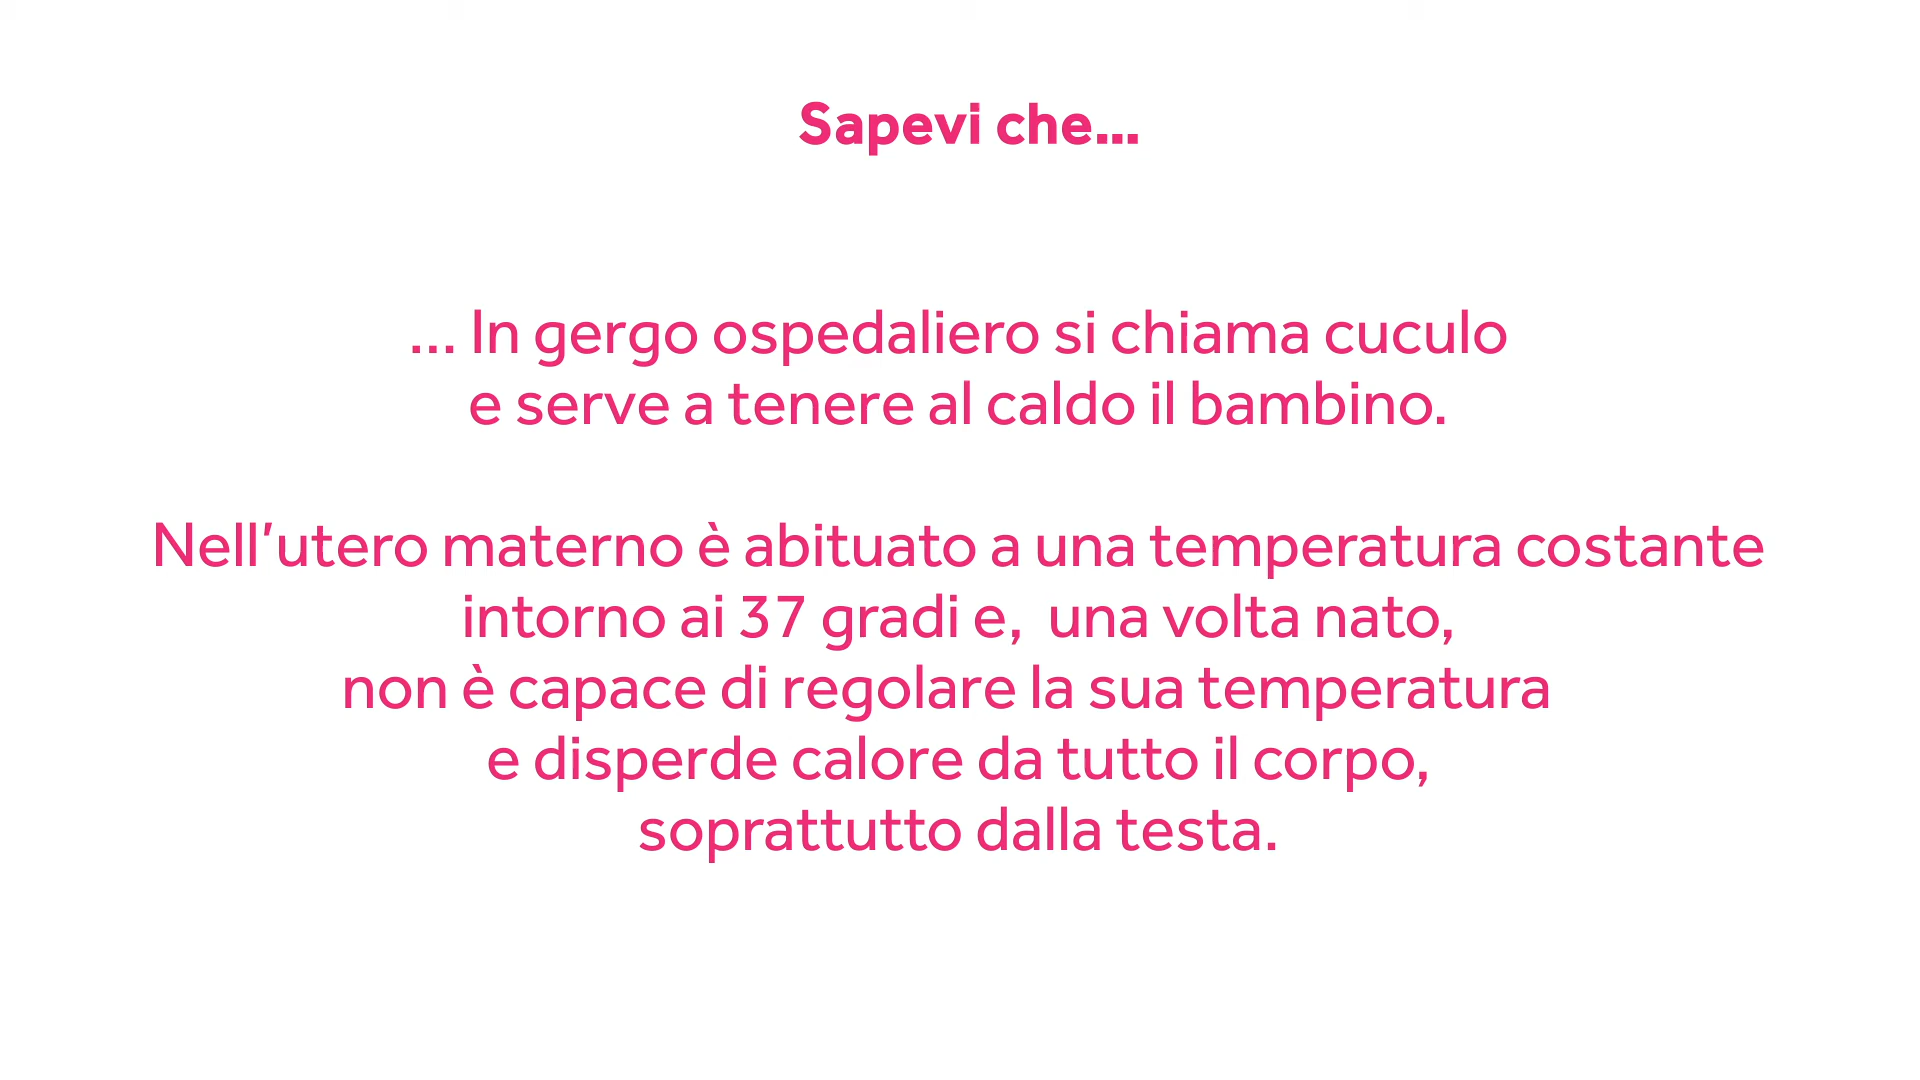 Sapevi che...
... In gergo ospedaliero si chiama cuculo
e serve a tenere al caldo il bambino.
Nell'utero materno è abituato a una temperatura costante
intorno ai 37 gradi e,  una volta nato,
non è capace di regolare la sua temperatura
e disperde calore da tutto il corpo,
soprattutto dalla testa.